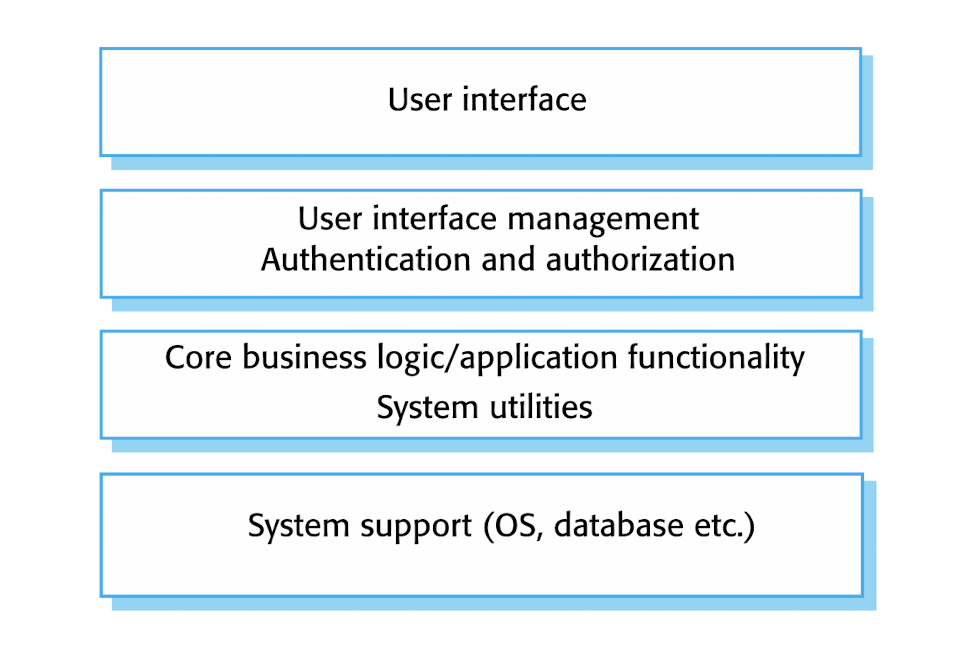 User interface
User interface management
Authentication and authorization
Core business logic/application functionality
System utilities
System support (OS, database etc.)